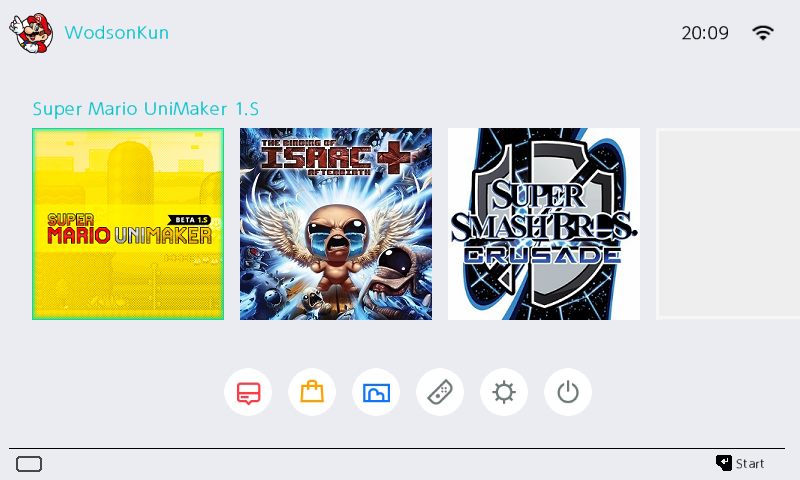 WodsonKun
20:09
Super Mario UniMaker 1.S
SUPER
BETA 1.S
MARIO UNIMAKER
THE BINDING OF
ISAAC
AFTERBIRTH
SUPER
SMASH BROS.
CRUSADE
Start